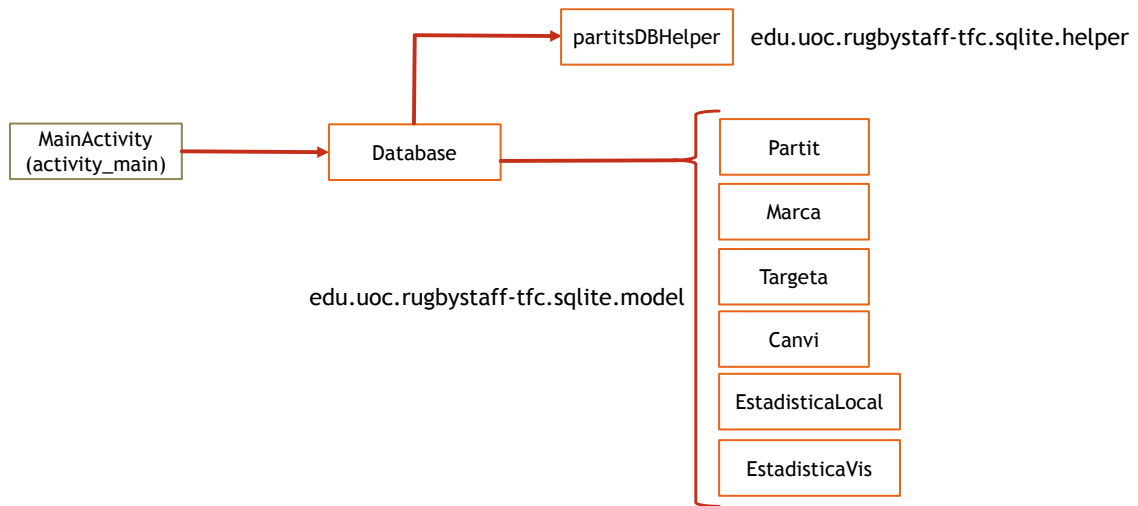 partitsDBHelper
edu.uoc.rugbystaff-tfc.sqlite.helper
MainActivity
(activity_main)
Database
Partit
Marca
Targeta
edu.uoc.rugbystaff-tfc.sqlite.model
Canvi
EstadisticaLocal
EstadisticaVis